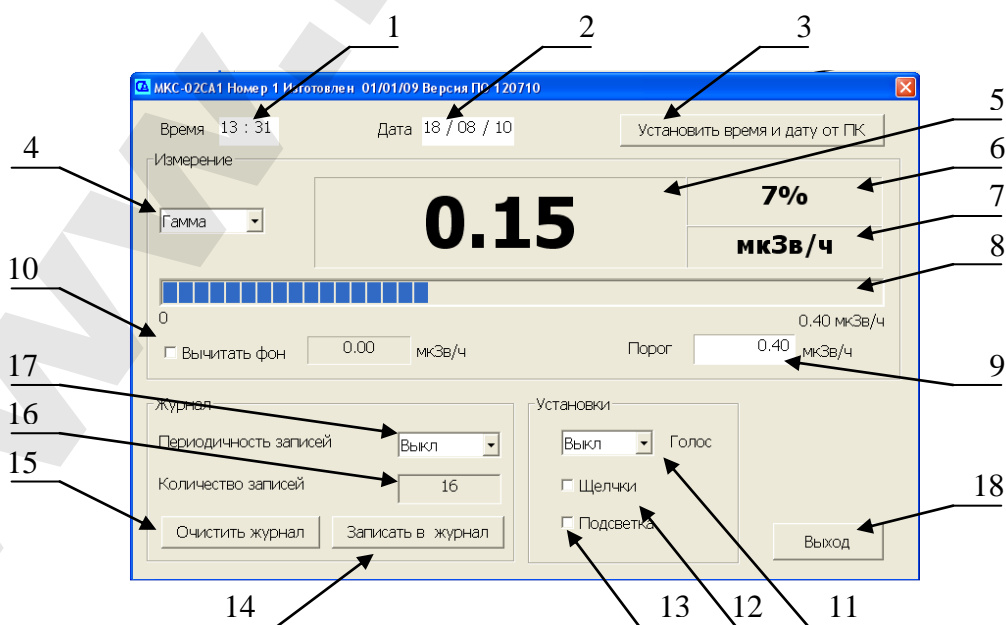 1 2 3
МКС-02СА1 Номер 1 Изготовлен 01/01/09 Версия ПО 120710
5
Время 13 : 31 Дата 18 / 08 / 10 Установить время и дату от ПК
4 Измерение 6
Гамма 0.15 7%
мкЗв/ч 7
8
10
0 0.40 мкЗв/ч
Вычитать фон 0.00 мкЗв/ч Порог 0.40 мкЗв/ч
17 9
Журнал Установки
16
Периодичность записей Выкл Выкл Голос
15
Количество записей 16 Щелчки
18
Очистить журнал Записать в журнал Подсветка Выход
14 13 12 11